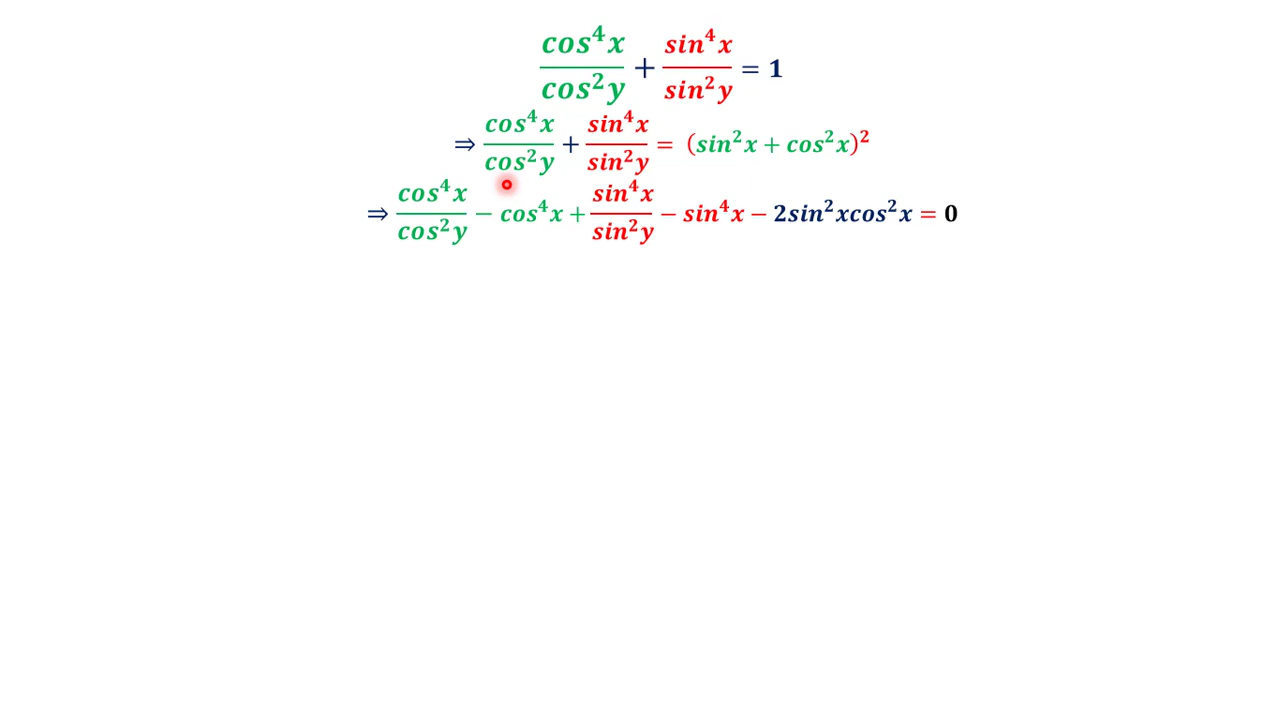 cos⁴x/cos²y + sin⁴x/sin²y = 1
⇒ cos⁴x/cos²y + sin⁴x/sin²y = (sin²x + cos²x)²
⇒ cos⁴x/cos²y − cos⁴x + sin⁴x/sin²y − sin⁴x − 2sin²xcos²x = 0